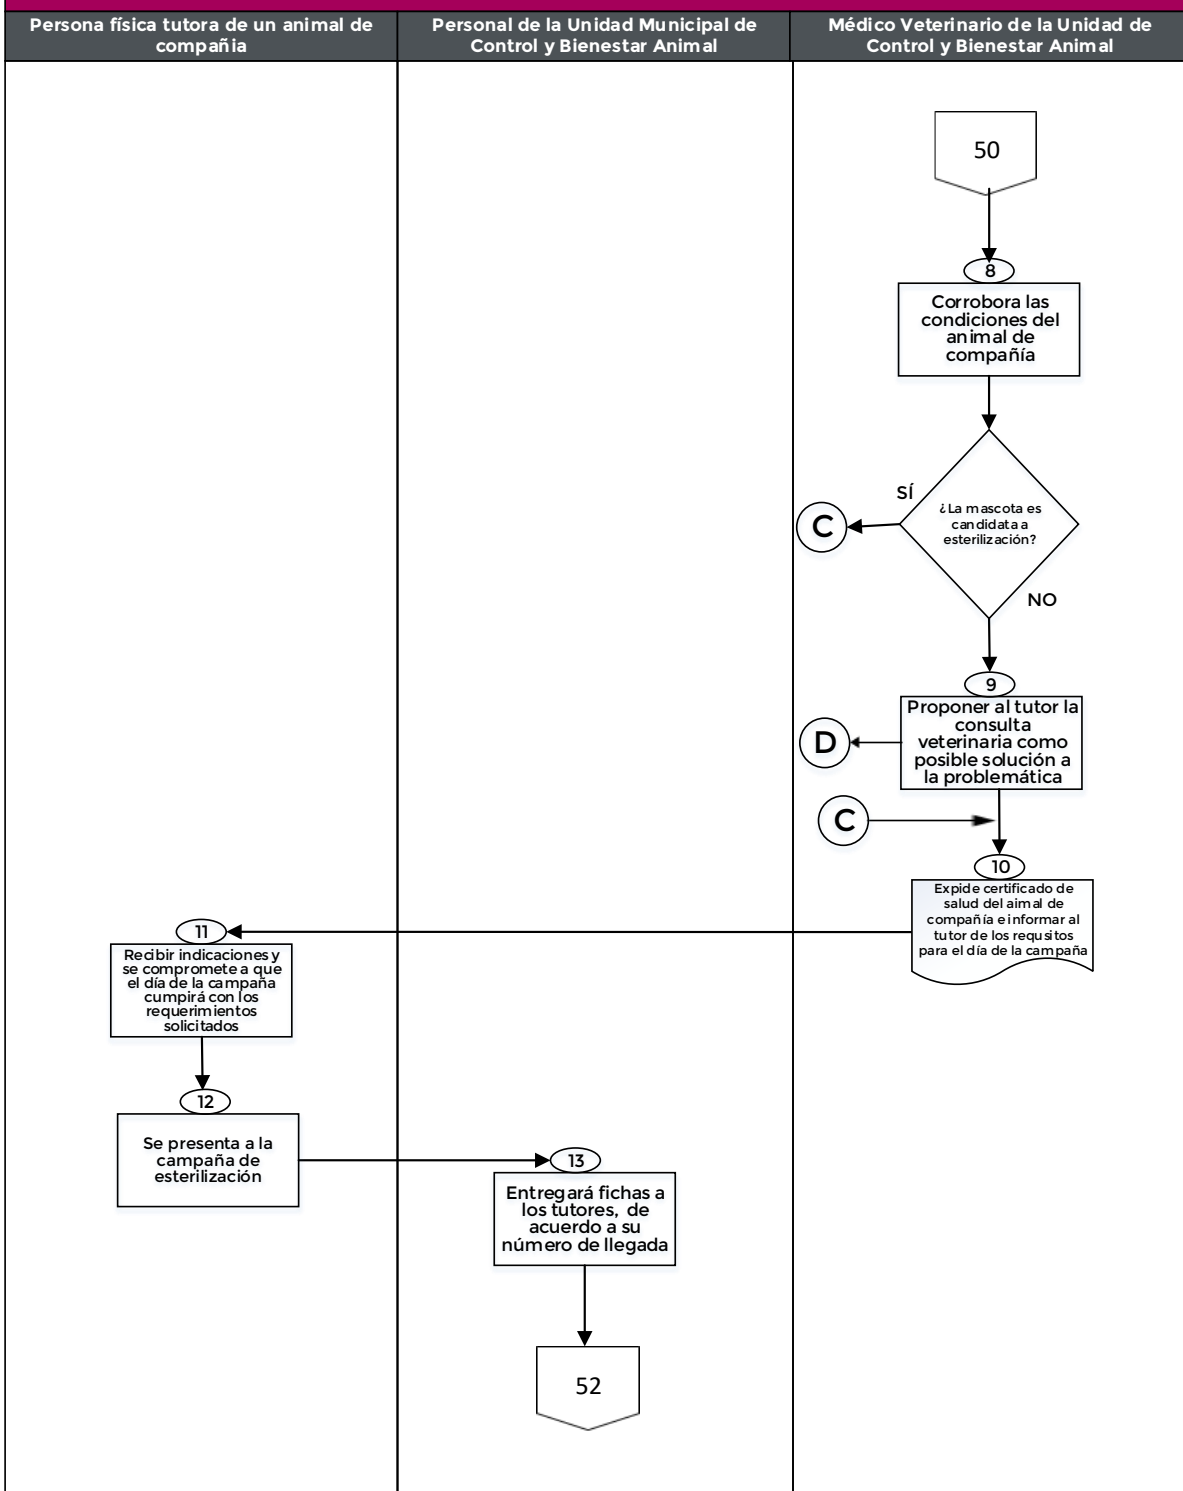 Persona física tutora de un animal de
compañia
Personal de la Unidad Municipal de
Control y Bienestar Animal
Médico Veterinario de la Unidad de
Control y Bienestar Animal
50
8
Corrobora las
condiciones del
animal de
compañía
SÍ
¿La mascota es
candidata a
esterilización?
C
NO
9
Proponer al tutor la
consulta
veterinaria como
posible solución a
la problemática
D
C
10
Expide certificado de
salud del aimal de
compañía e informar al
tutor de los requsitos
para el día de la campaña
11
Recibir indicaciones y
se compromete a que
el día de la campaña
cumpirá con los
requerimientos
solicitados
12
Se presenta a la
campaña de
esterilización
13
Entregará fichas a
los tutores, de
acuerdo a su
número de llegada
52